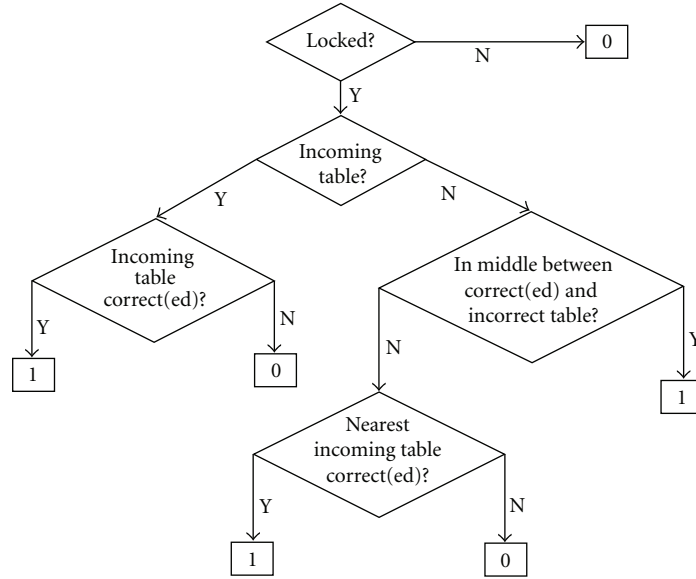 Locked?
N
0
Y
Incoming
table?
Y
N
Incoming
table
correct(ed)?
In middle between
correct(ed) and
incorrect table?
Y
N
N
Y
1
0
1
Nearest
incoming table
correct(ed)?
Y
N
1
0